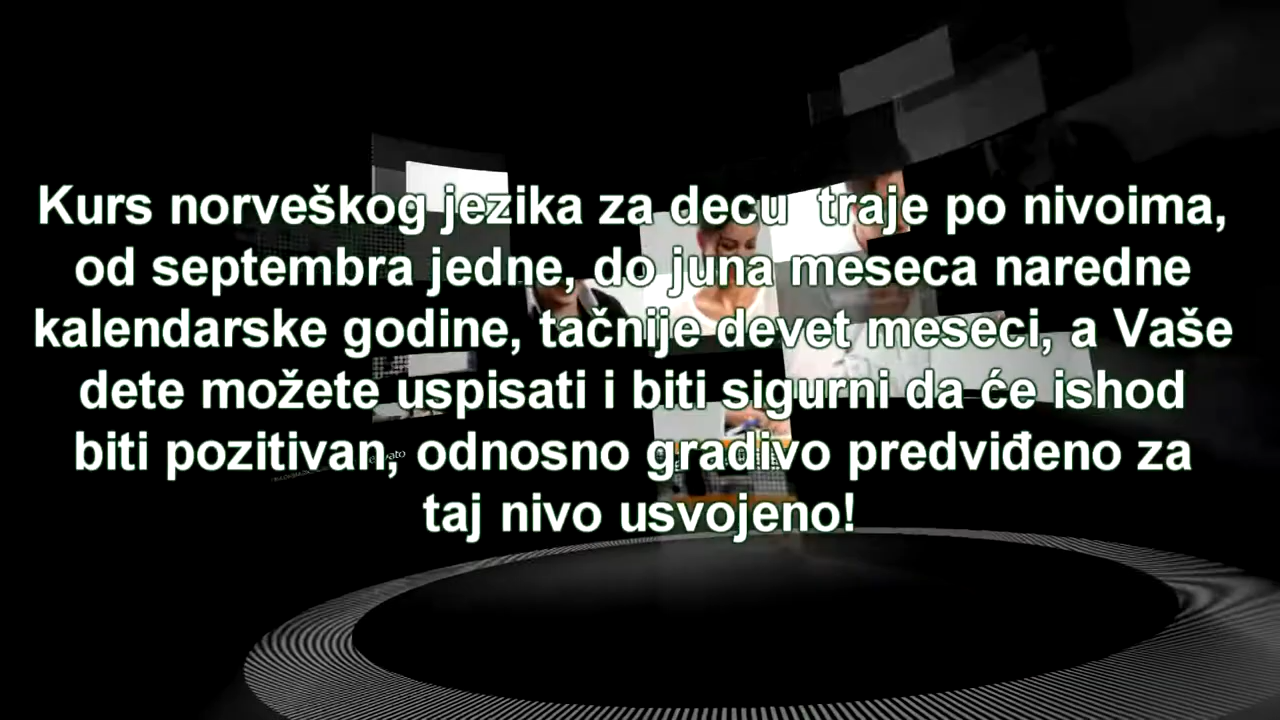 Kurs norveškog jezika za decu  traje po nivoima,
od septembra jedne, do juna meseca naredne
kalendarske godine, tačnije devet meseci, a Vaše
dete možete uspisati i biti sigurni da će ishod
biti pozitivan, odnosno gradivo predviđeno za
taj nivo usvojeno!